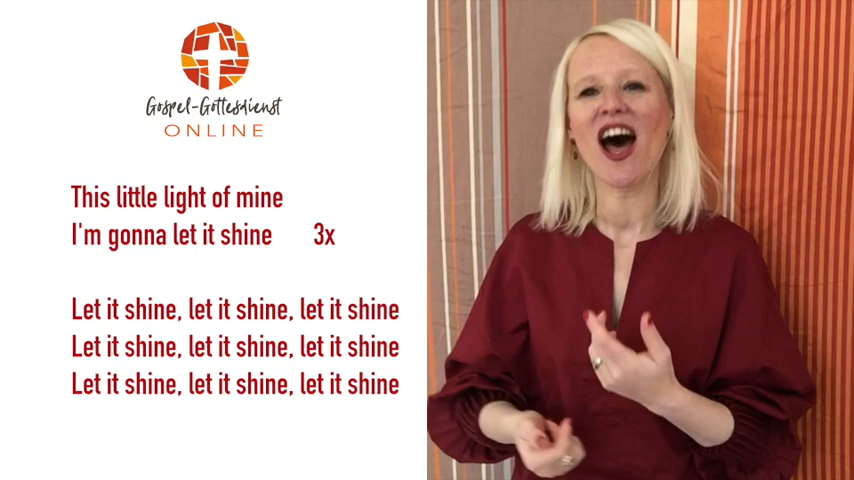 Gospel-Gottesdienst
ONLINE
This little light of mine
I'm gonna let it shine 3x
Let it shine, let it shine, let it shine
Let it shine, let it shine, let it shine
Let it shine, let it shine, let it shine